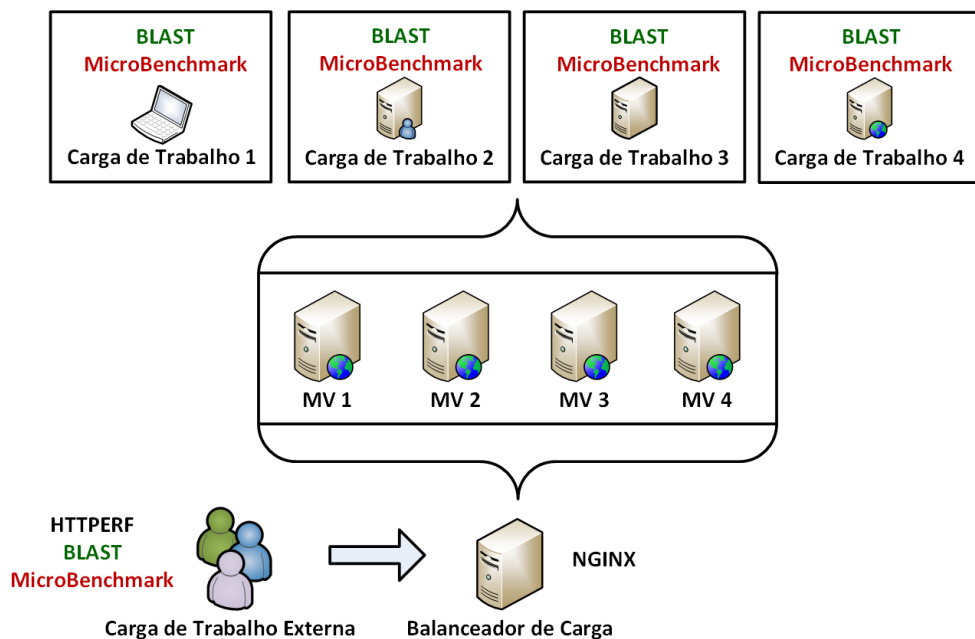 BLAST
MicroBenchmark
Carga de Trabalho 1
BLAST
MicroBenchmark
Carga de Trabalho 2
BLAST
MicroBenchmark
Carga de Trabalho 3
BLAST
MicroBenchmark
Carga de Trabalho 4
MV 1
MV 2
MV 3
MV 4
HTTPERF
BLAST
MicroBenchmark
Carga de Trabalho Externa
NGINX
Balanceador de Carga